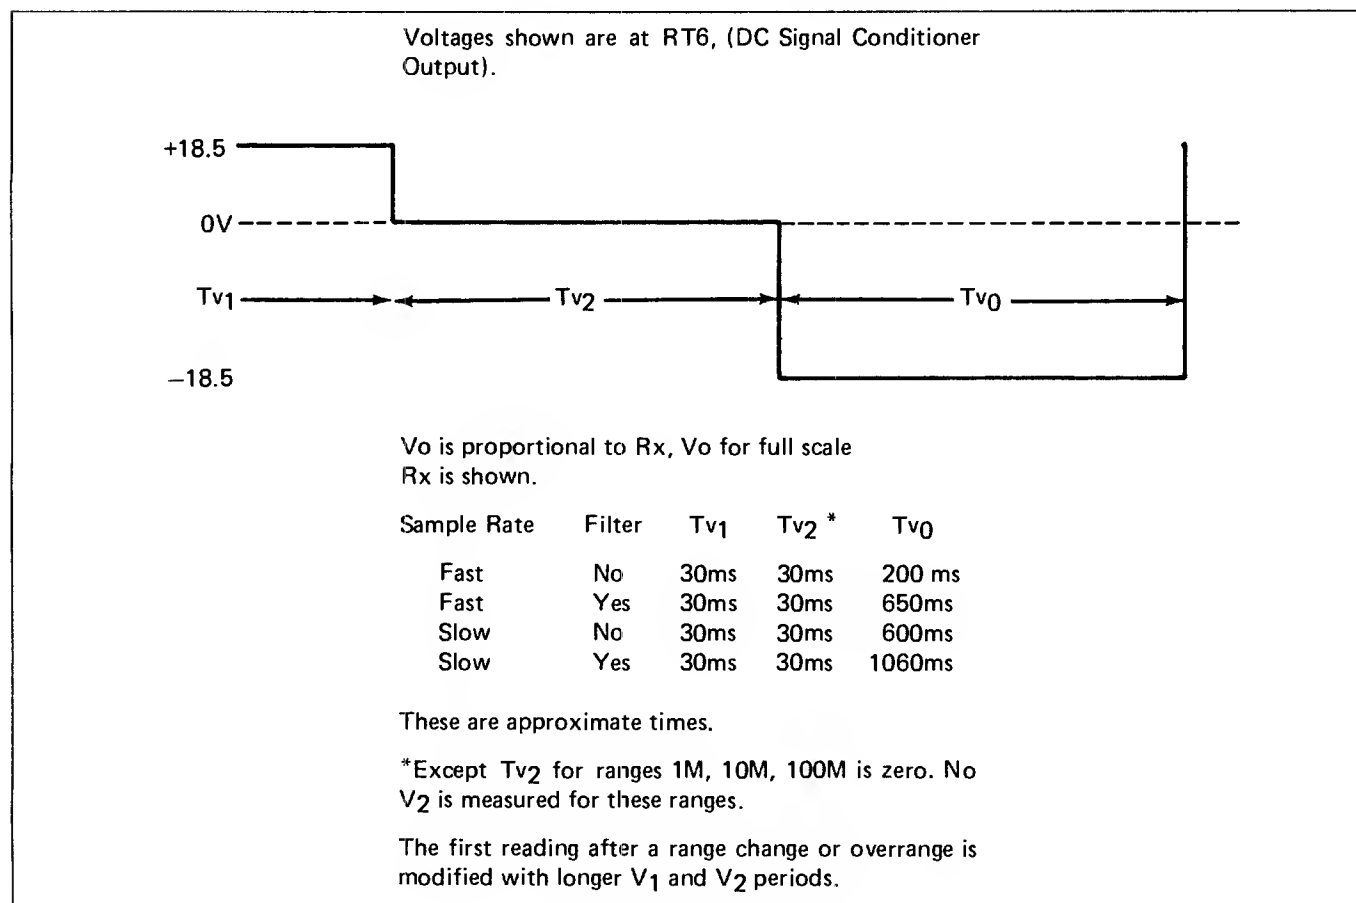 Voltages shown are at RT6, (DC Signal Conditioner
Output).
+18.5
0V
Tv1 Tv2 Tv0
−18.5
Vo is proportional to Rx, Vo for full scale
Rx is shown.
Sample Rate Filter Tv1 Tv2 * Tv0
Fast No 30ms 30ms 200 ms
Fast Yes 30ms 30ms 650ms
Slow No 30ms 30ms 600ms
Slow Yes 30ms 30ms 1060ms
These are approximate times.
*Except Tv2 for ranges 1M, 10M, 100M is zero. No
V2 is measured for these ranges.
The first reading after a range change or overrange is
modified with longer V1 and V2 periods.